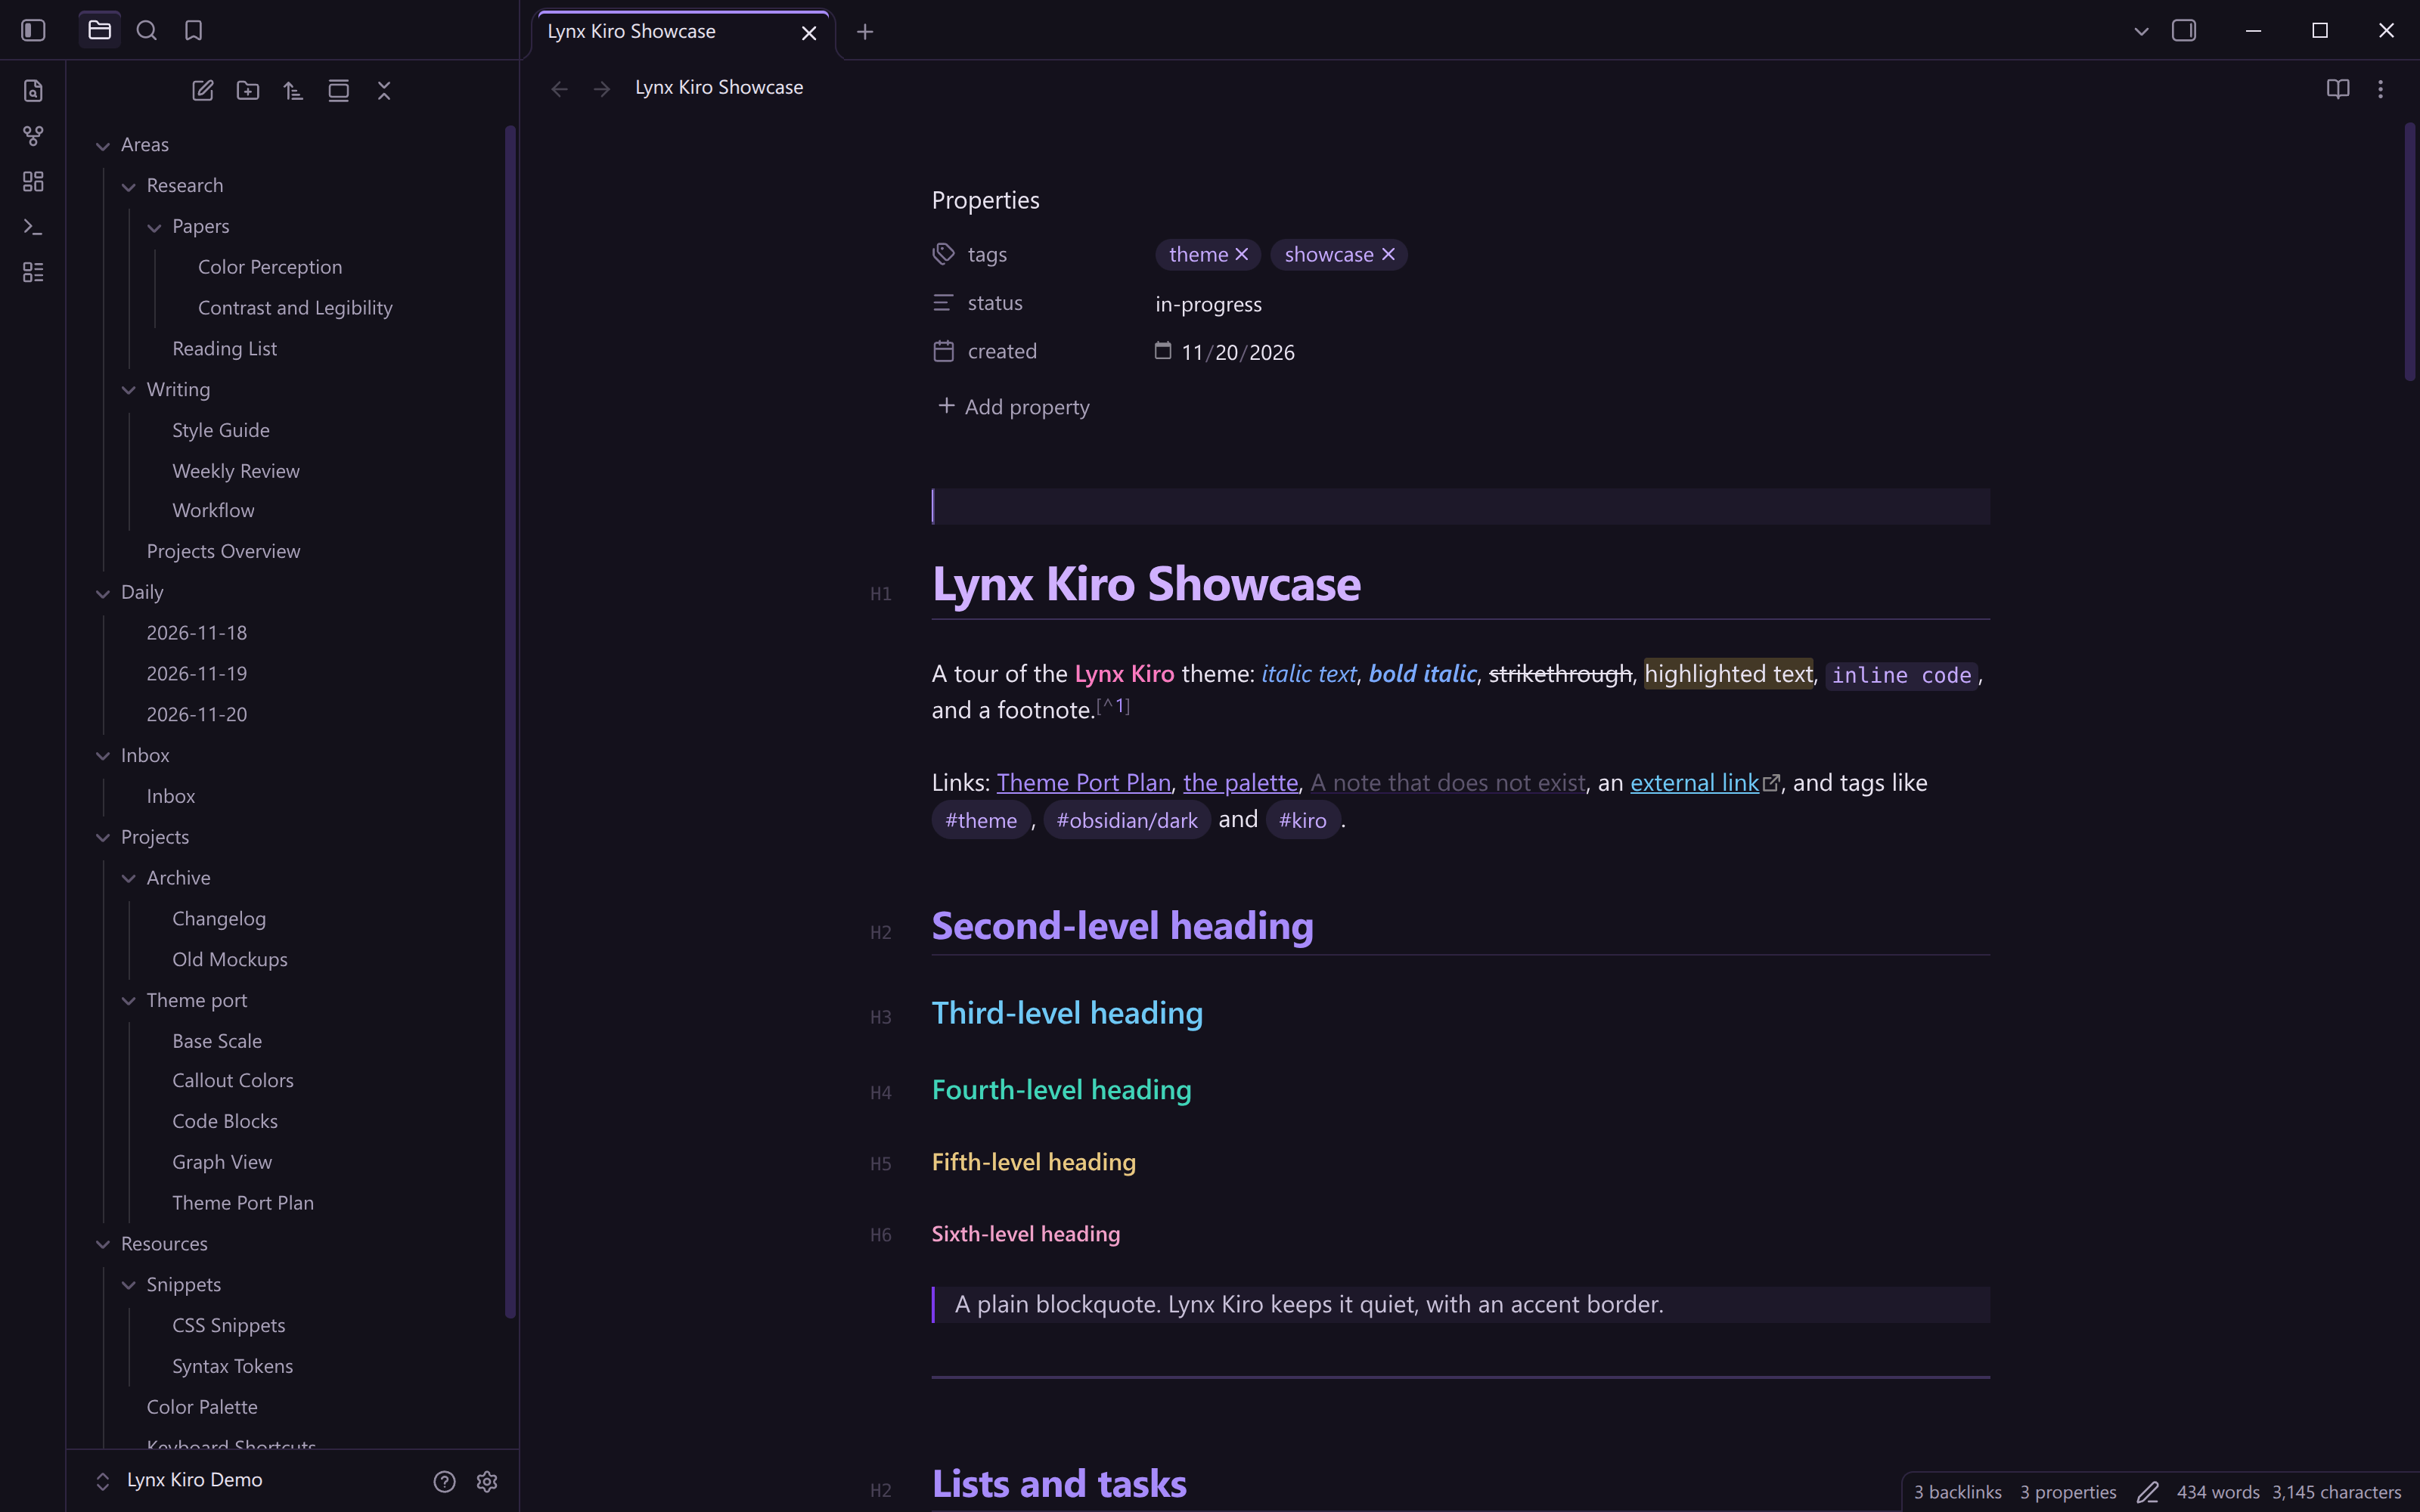 Lynx Kiro Showcase
Lynx Kiro Showcase
Areas
Research
Papers
Color Perception
Contrast and Legibility
Reading List
Writing
Style Guide
Weekly Review
Workflow
Projects Overview
Daily
2026-11-18
2026-11-19
2026-11-20
Inbox
Inbox
Projects
Archive
Changelog
Old Mockups
Theme port
Base Scale
Callout Colors
Code Blocks
Graph View
Theme Port Plan
Resources
Snippets
CSS Snippets
Syntax Tokens
Color Palette
Keyboard Shortcuts
Lynx Kiro Demo
Properties
tags theme showcase
status in-progress
created 11/20/2026
Add property
H1 Lynx Kiro Showcase
A tour of the Lynx Kiro theme: italic text, bold italic, strikethrough, highlighted text, inline code,
and a footnote.[^1]
Links: Theme Port Plan, the palette, A note that does not exist, an external link, and tags like
#theme, #obsidian/dark and #kiro.
H2 Second-level heading
H3 Third-level heading
H4 Fourth-level heading
H5 Fifth-level heading
H6 Sixth-level heading
A plain blockquote. Lynx Kiro keeps it quiet, with an accent border.
H2 Lists and tasks
3 backlinks 3 properties 434 words 3,145 characters